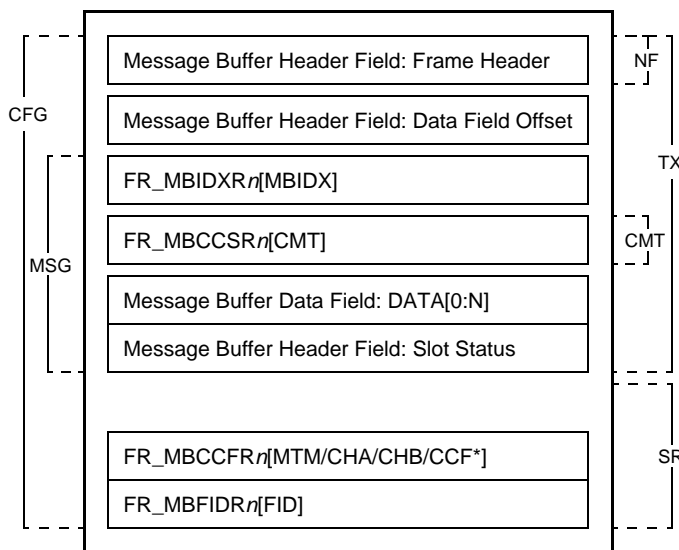 Message Buffer Header Field: Frame Header
NF
CFG
Message Buffer Header Field: Data Field Offset
TX
FR_MBIDXRn[MBIDX]
FR_MBCCSRn[CMT]
CMT
MSG
Message Buffer Data Field: DATA[0:N]
Message Buffer Header Field: Slot Status
FR_MBCCFRn[MTM/CHA/CHB/CCF*]
SR
FR_MBFIDRn[FID]